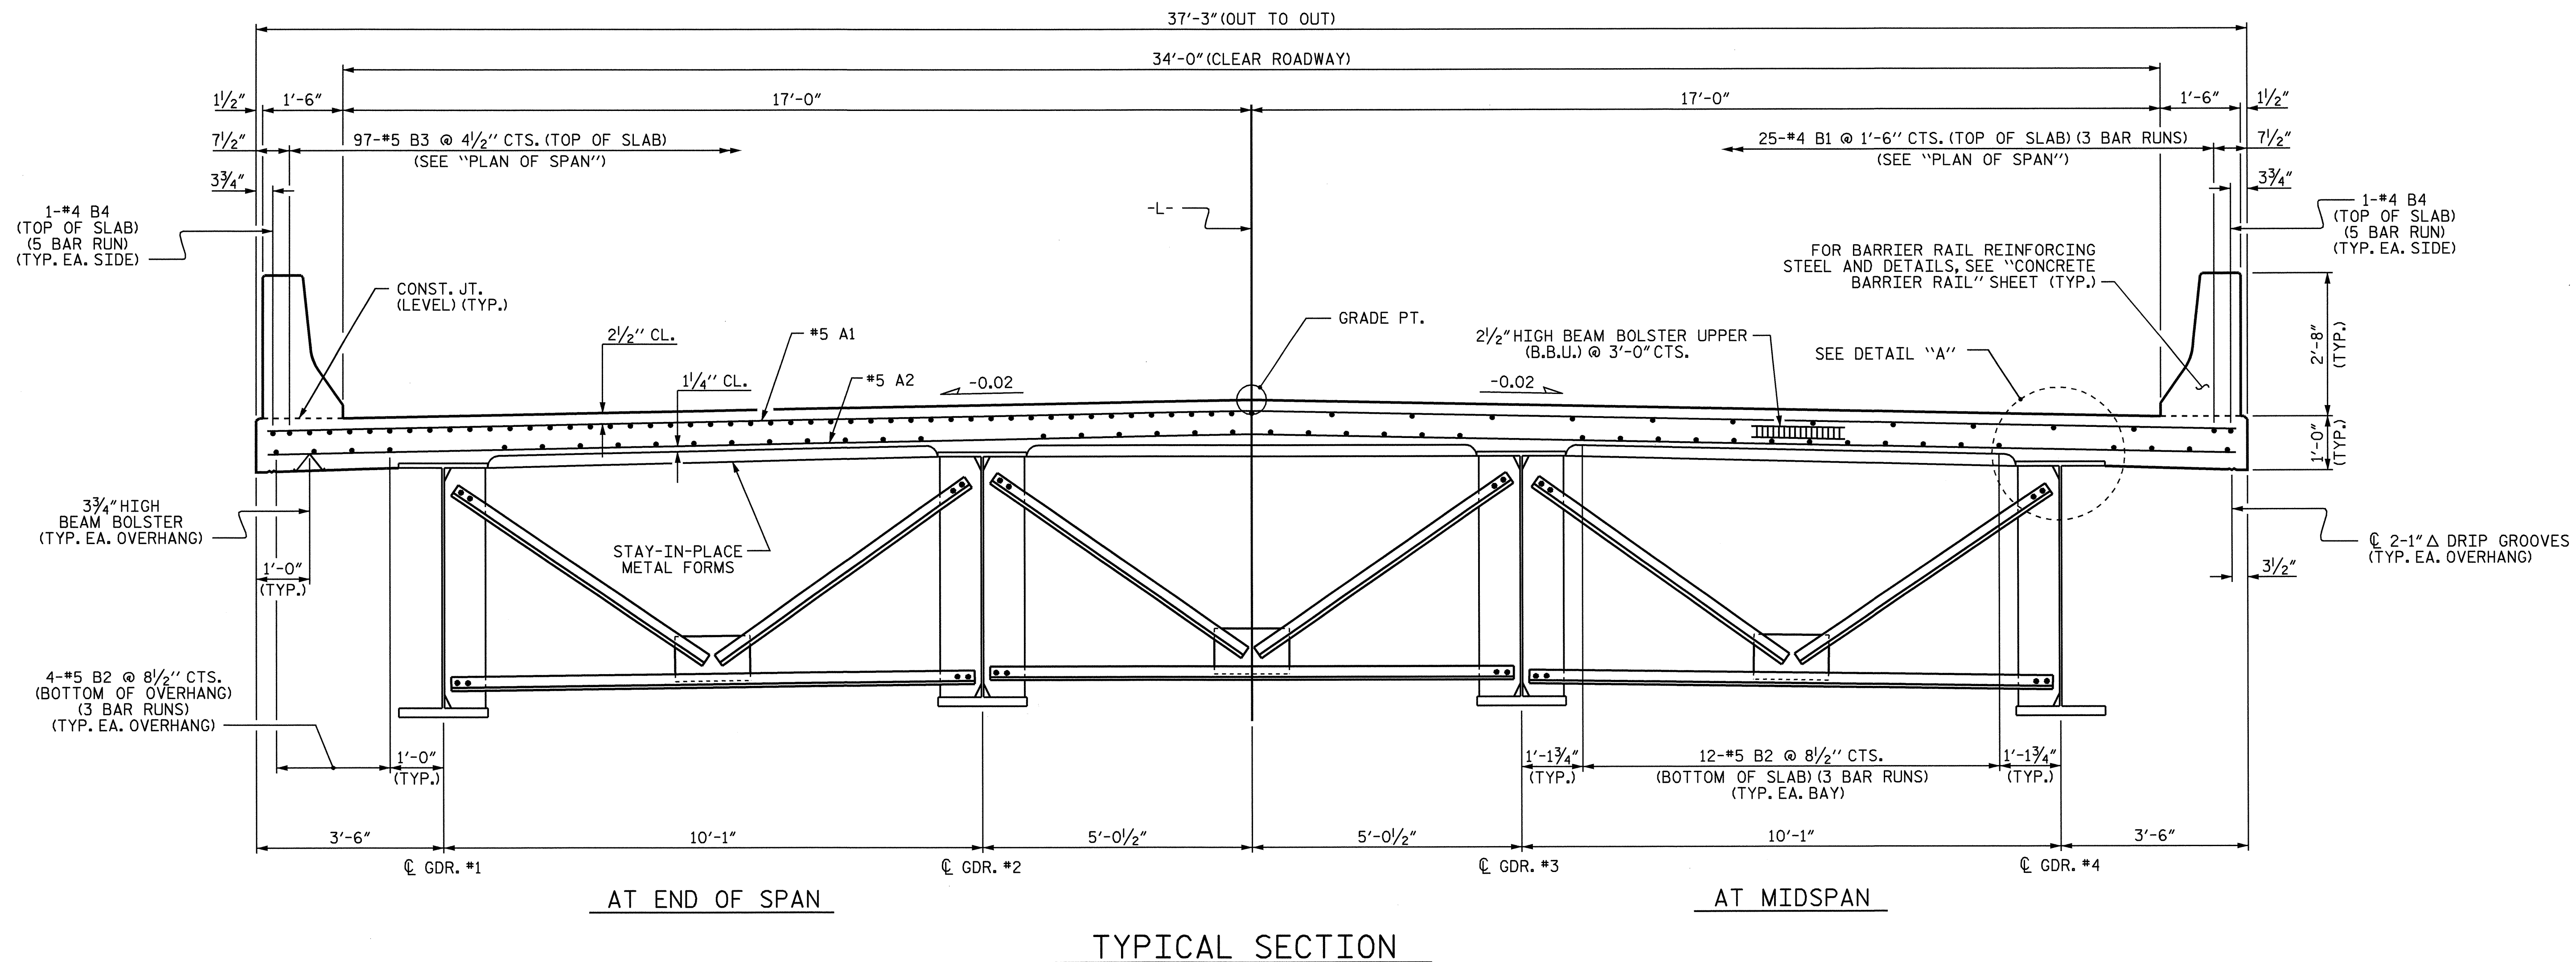 37'-3" (OUT TO OUT)
34'-0" (CLEAR ROADWAY)
1½" 1'-6" 17'-0" 17'-0" 1'-6" 1½"
7½" 97-#5 B3 @ 4½" CTS. (TOP OF SLAB)
(SEE "PLAN OF SPAN")
25-#4 B1 @ 1'-6" CTS. (TOP OF SLAB) (3 BAR RUNS) 7½"
(SEE "PLAN OF SPAN")
3¾" 3¾"
1-#4 B4
(TOP OF SLAB)
(5 BAR RUN)
(TYP. EA. SIDE)
-L-
1-#4 B4
(TOP OF SLAB)
(5 BAR RUN)
(TYP. EA. SIDE)
FOR BARRIER RAIL REINFORCING
STEEL AND DETAILS, SEE "CONCRETE
BARRIER RAIL" SHEET (TYP.)
CONST. JT.
(LEVEL) (TYP.)
2½" CL.
#5 A1
GRADE PT.
2½" HIGH BEAM BOLSTER UPPER
(B.B.U.) @ 3'-0" CTS.
SEE DETAIL "A"
2'-8"
(TYP.)
1¼" CL.
#5 A2
-0.02 -0.02
1'-0"
(TYP.)
3¾" HIGH
BEAM BOLSTER
(TYP. EA. OVERHANG)
STAY-IN-PLACE
METAL FORMS
℄ 2-1" △ DRIP GROOVES
(TYP. EA. OVERHANG)
1'-0"
(TYP.)
3½"
4-#5 B2 @ 8½" CTS.
(BOTTOM OF OVERHANG)
(3 BAR RUNS)
(TYP. EA. OVERHANG)
1'-0"
(TYP.)
1'-1¾"
(TYP.)
12-#5 B2 @ 8½" CTS.
(BOTTOM OF SLAB) (3 BAR RUNS)
(TYP. EA. BAY)
1'-1¾"
(TYP.)
3'-6" 10'-1" 5'-0½" 5'-0½" 10'-1" 3'-6"
℄ GDR. #1 ℄ GDR. #2 ℄ GDR. #3 ℄ GDR. #4
AT END OF SPAN AT MIDSPAN
TYPICAL SECTION